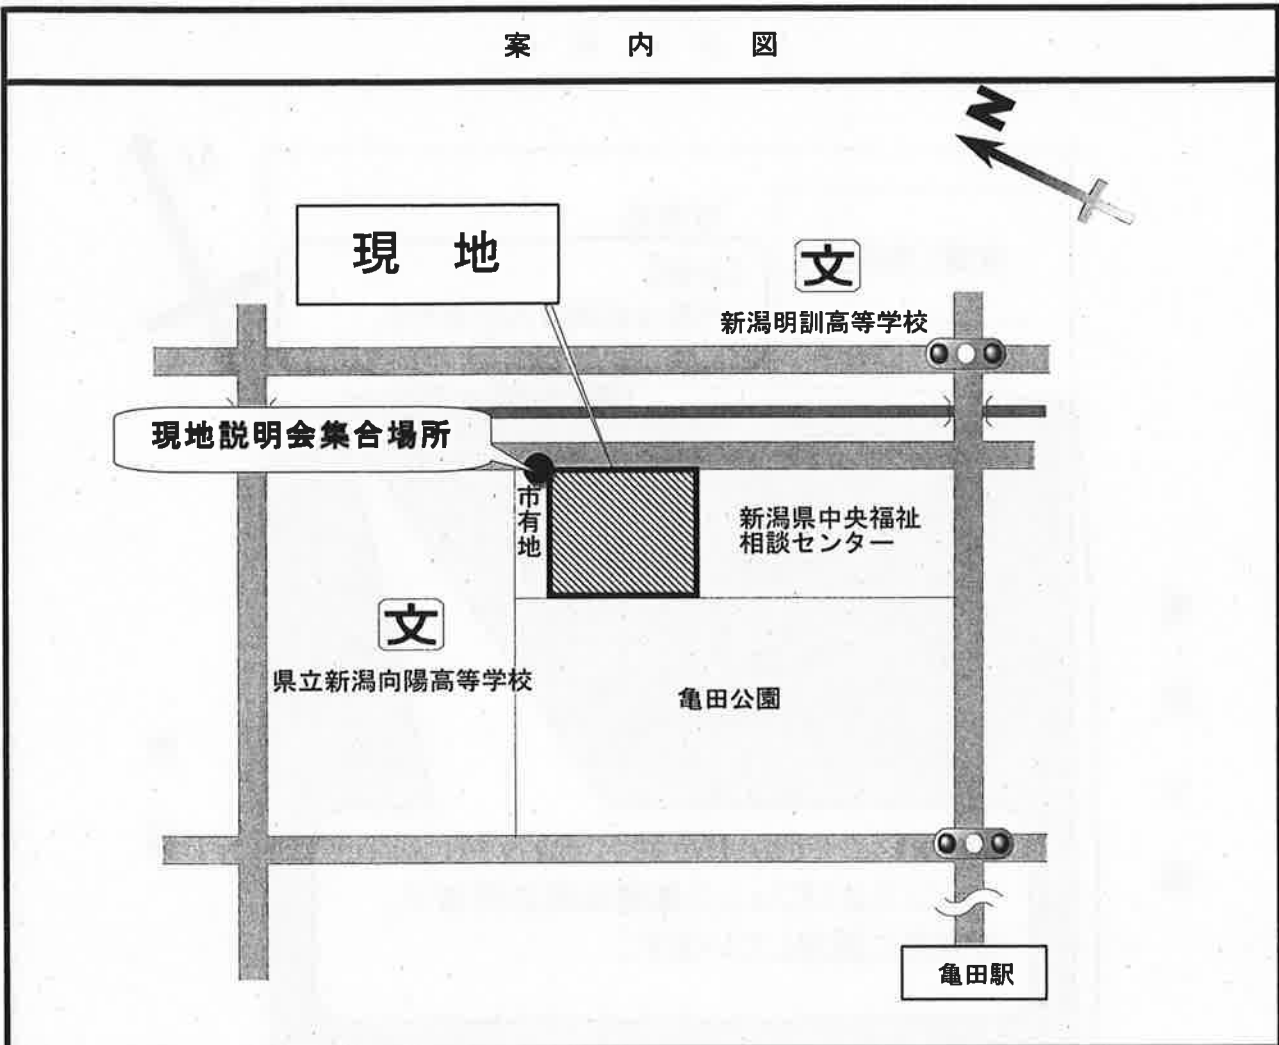 案内図
N
現地
文
新潟明訓高等学校
現地説明会集合場所
市有地
新潟県中央福祉
相談センター
文
県立新潟向陽高等学校
亀田公園
亀田駅